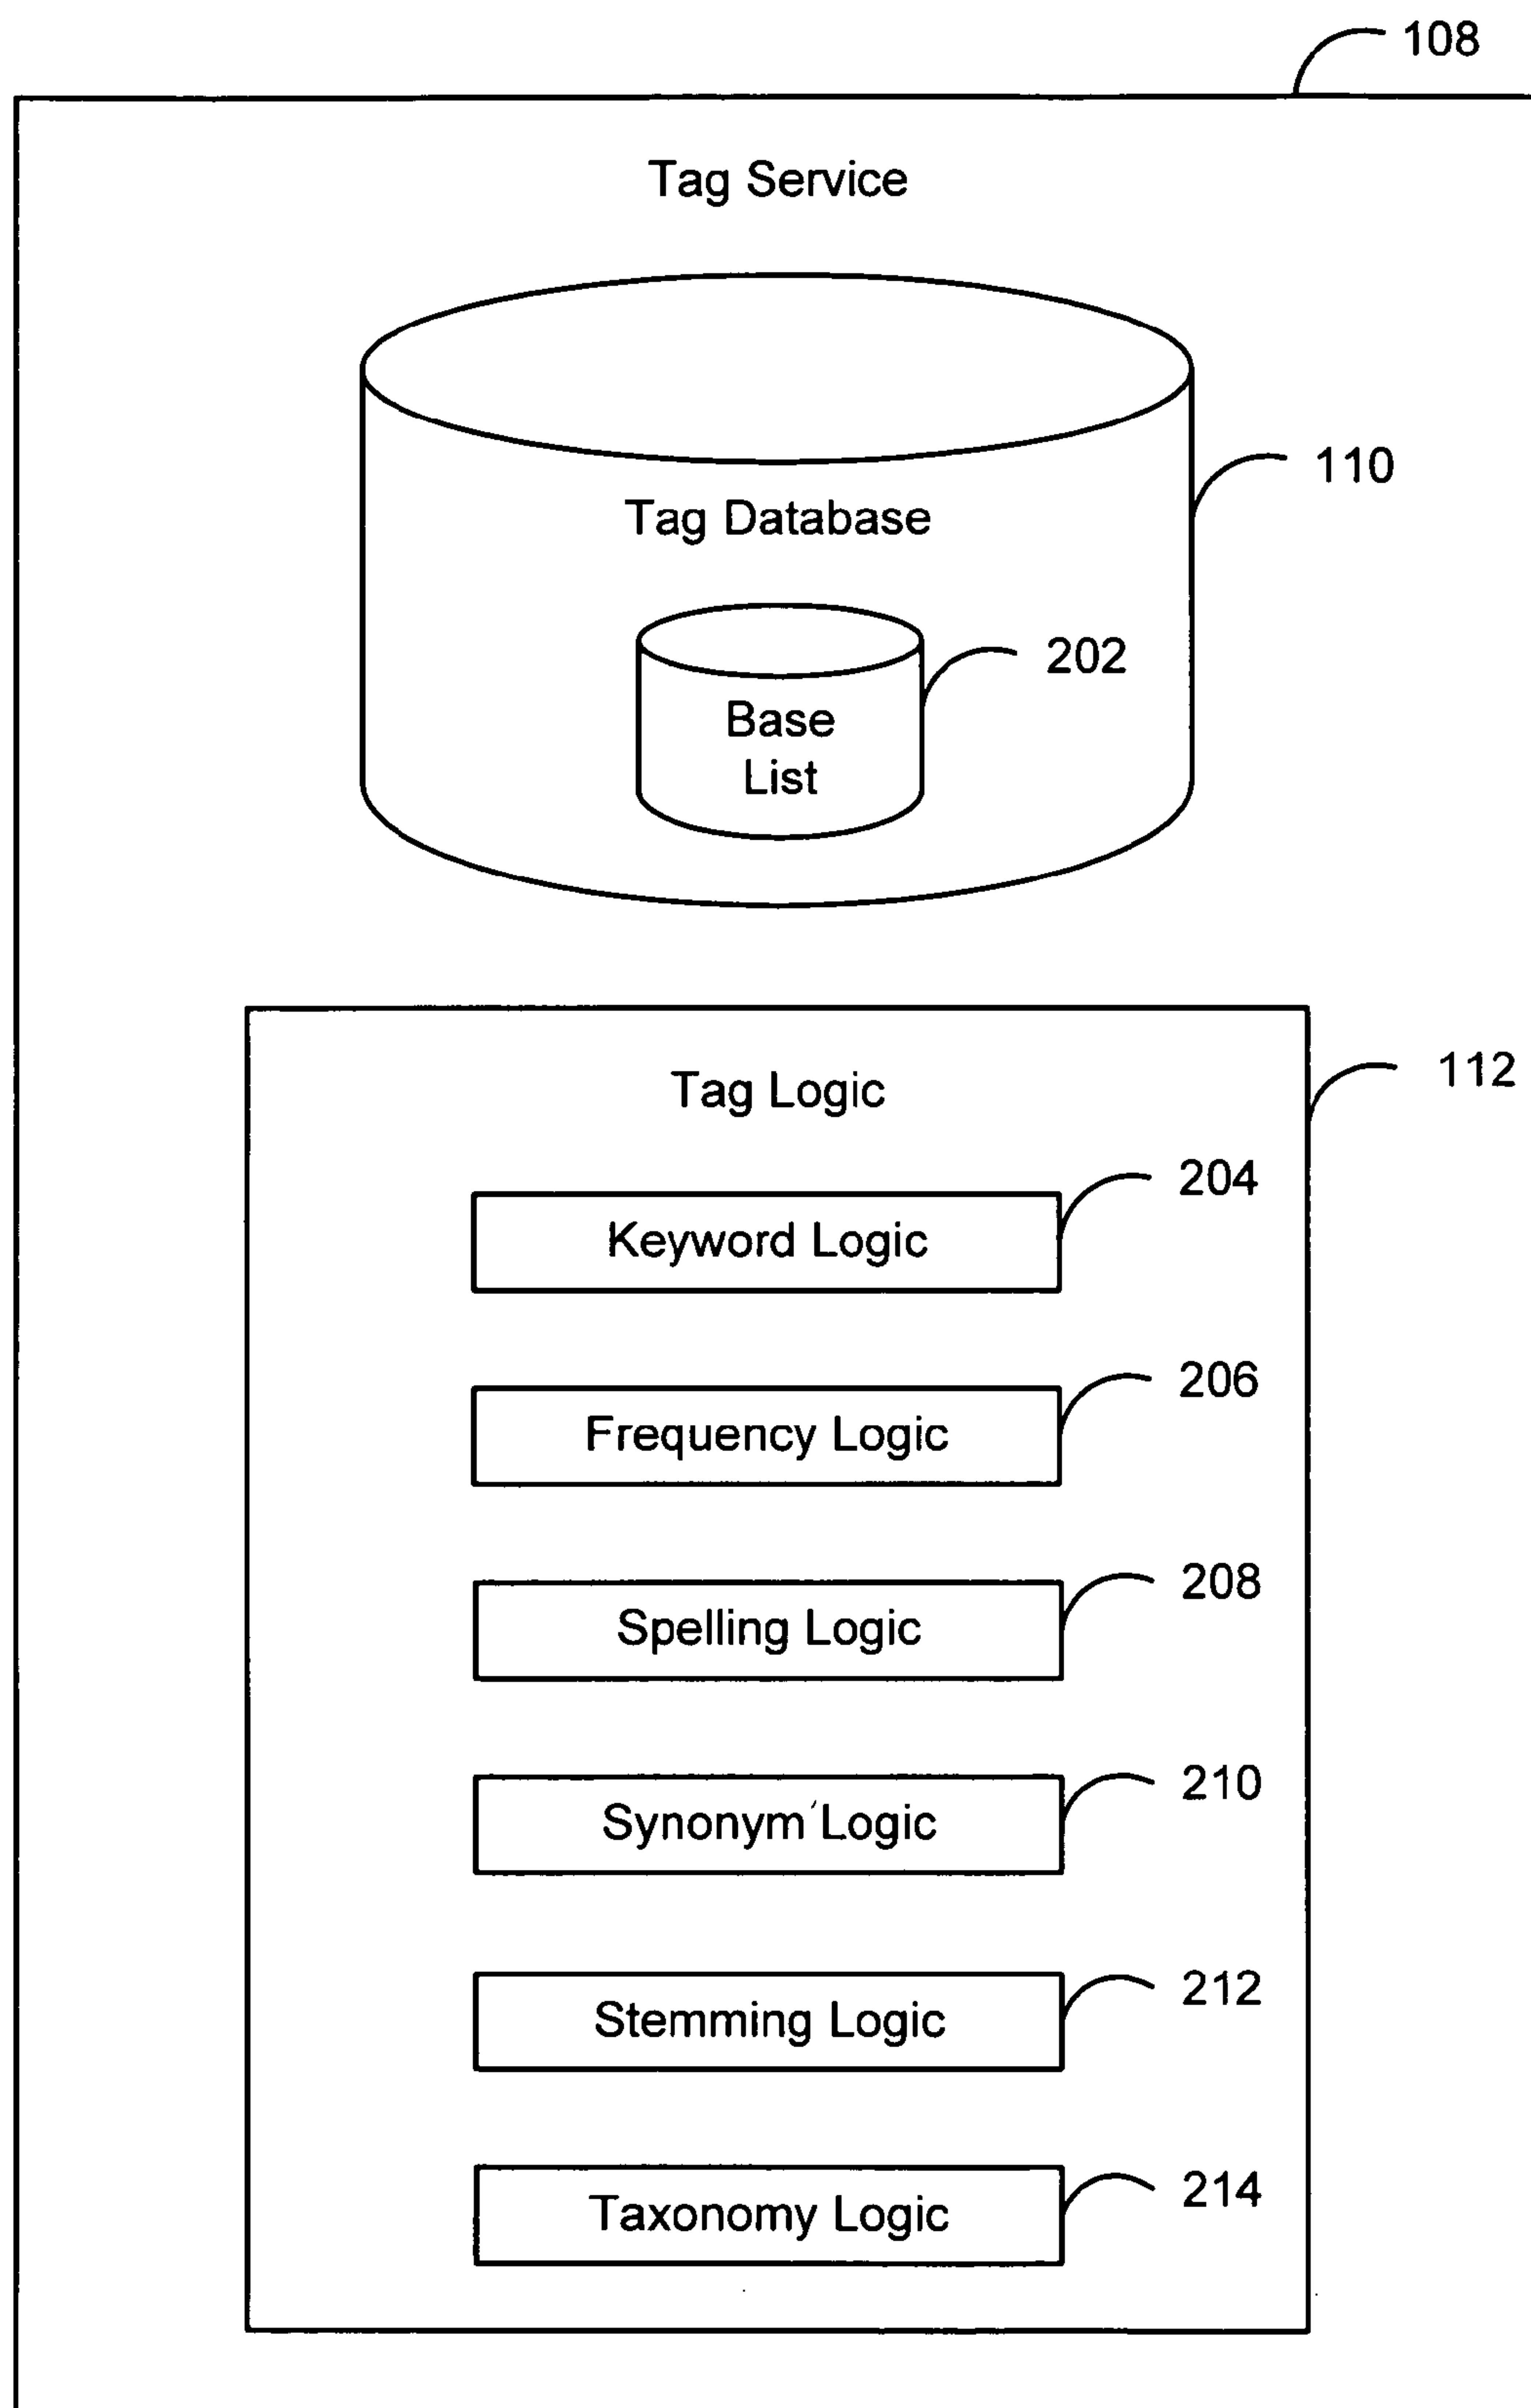 108
Tag Service
110
Tag Database
202
Base
List
112
Tag Logic
204
Keyword Logic
206
Frequency Logic
208
Spelling Logic
210
Synonym Logic
212
Stemming Logic
214
Taxonomy Logic